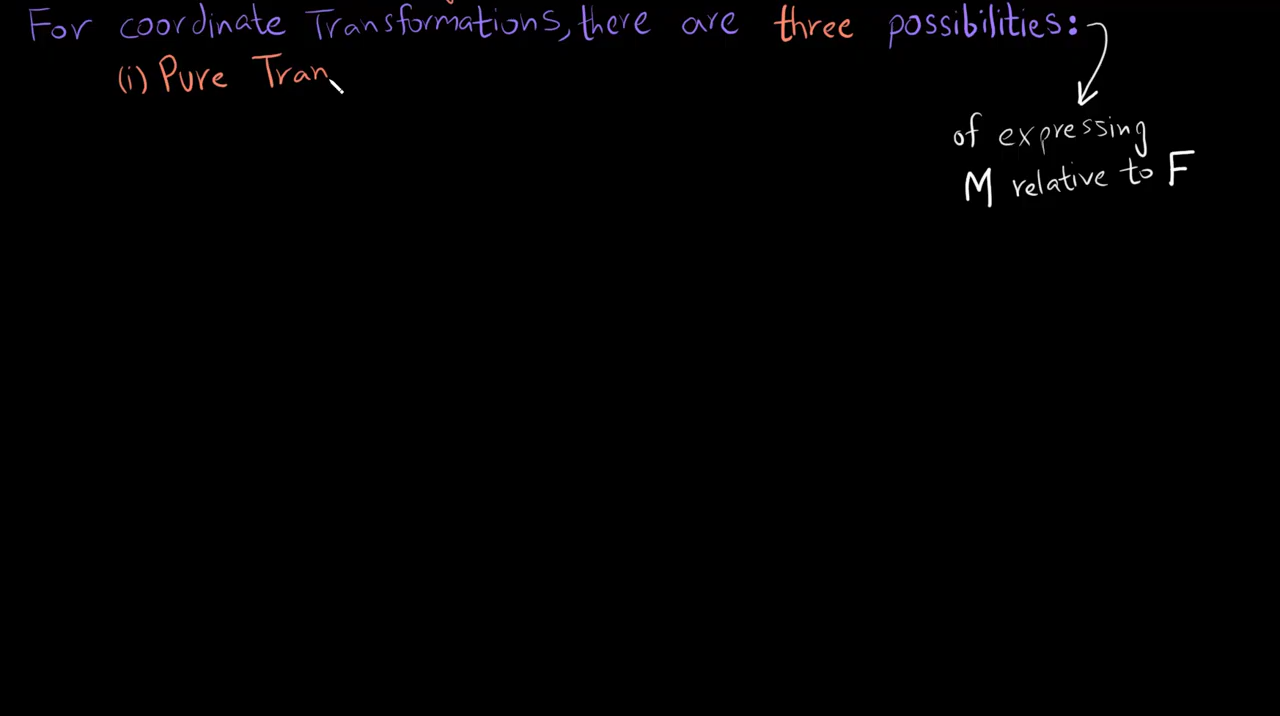 For coordinate Transformations, there are three possibilities:
(i) Pure Tran
of expressing
M relative to F